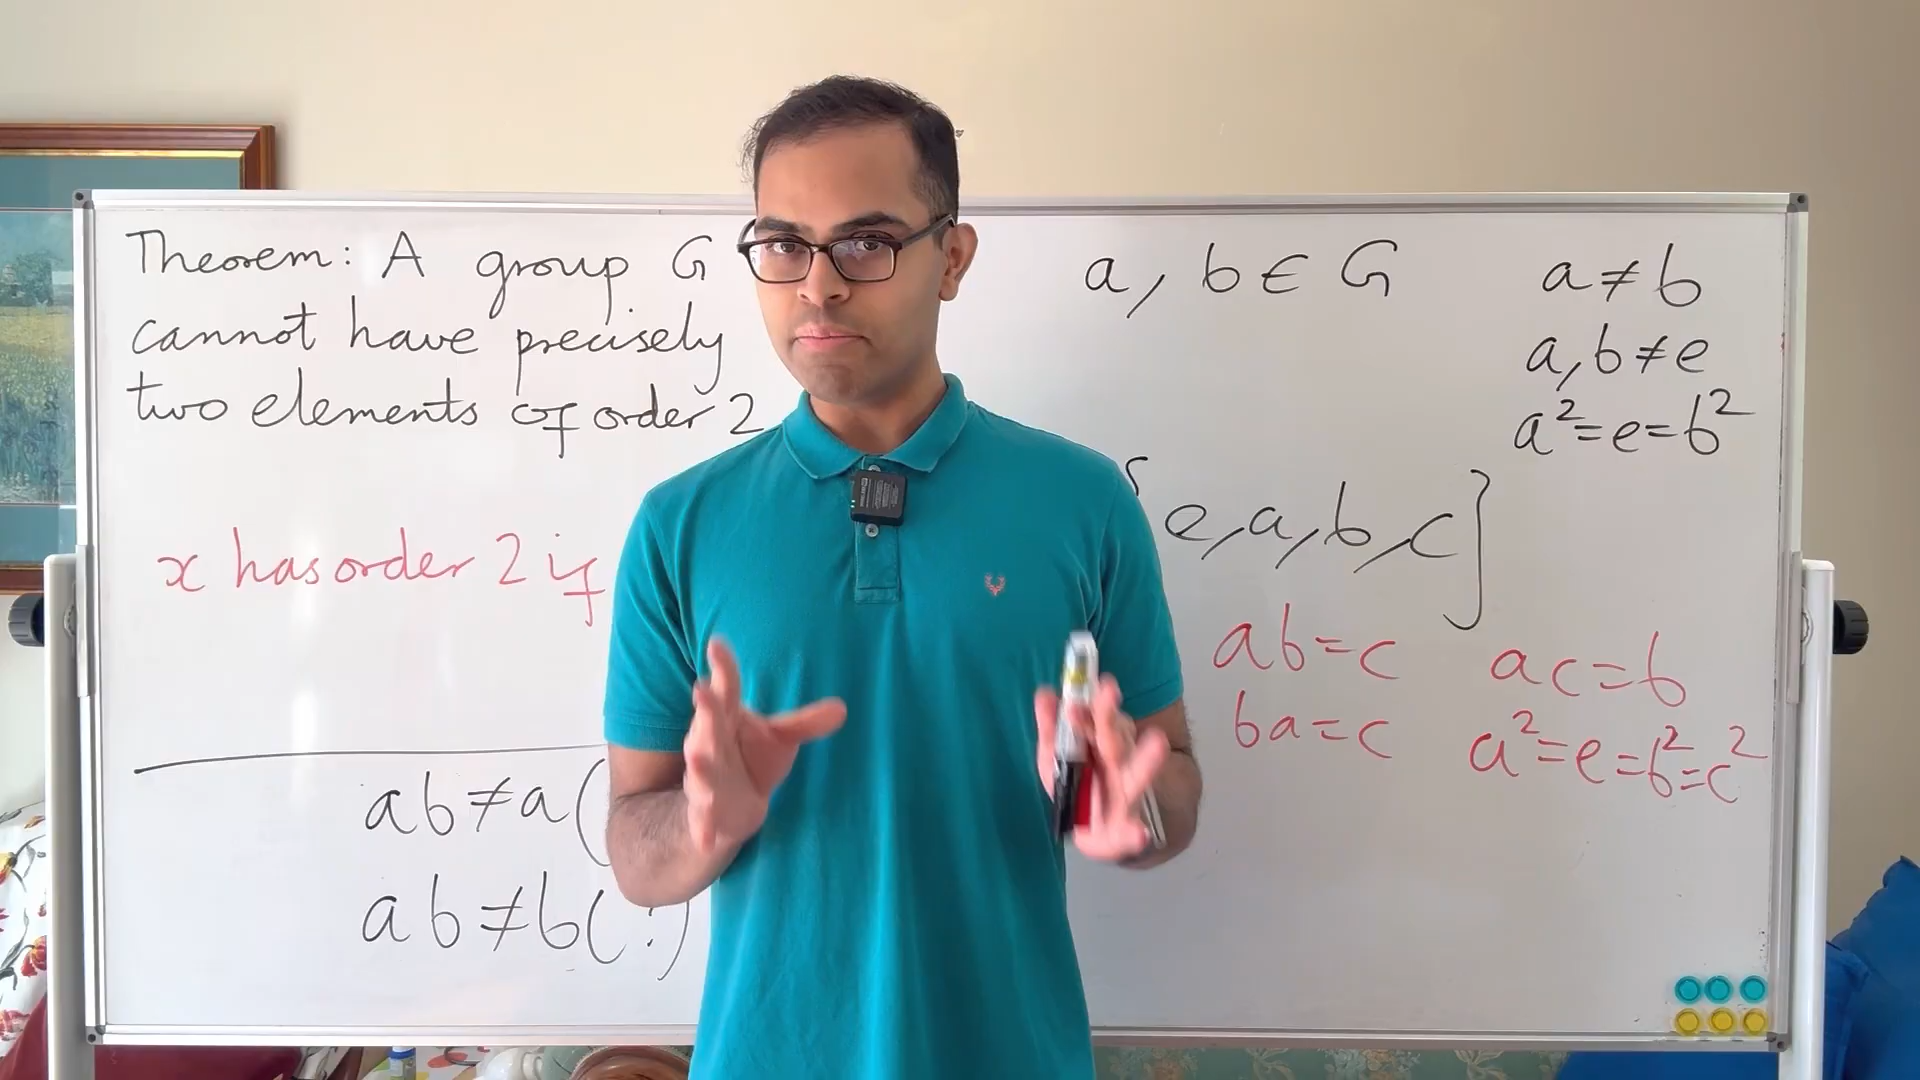 Theorem: A group G
cannot have precisely
two elements of order 2
x has order 2 if
ab≠a(
ab≠b(?)
a, b ∈ G
a≠b
a,b≠e
a²=e=b²
{e,a,b,c}
ab=c
ba=c
ac=b
a²=e=b²=c²